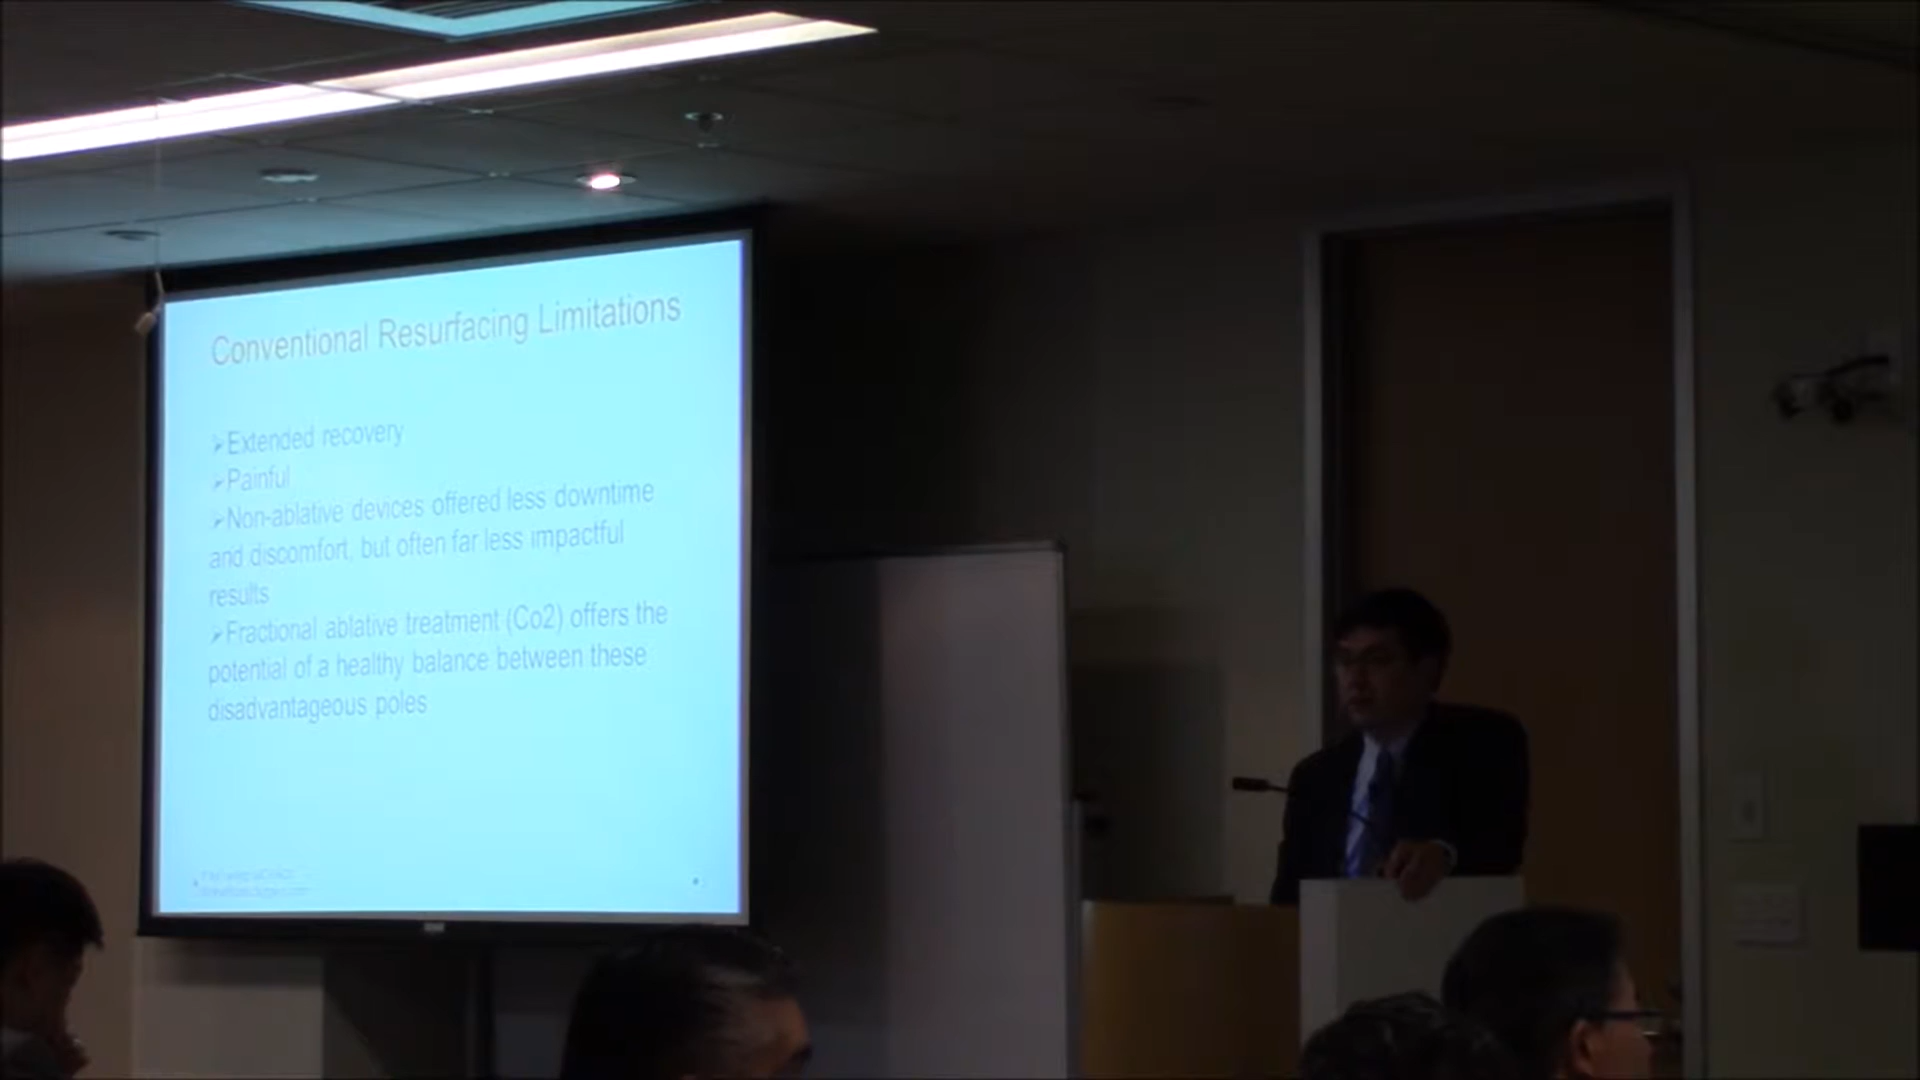 Conventional Resurfacing Limitations
➢Extended recovery
➢Painful
➢Non-ablative devices offered less downtime
and discomfort, but often far less impactful
results
➢Fractional ablative treatment (Co2) offers the
potential of a healthy balance between these
disadvantageous poles